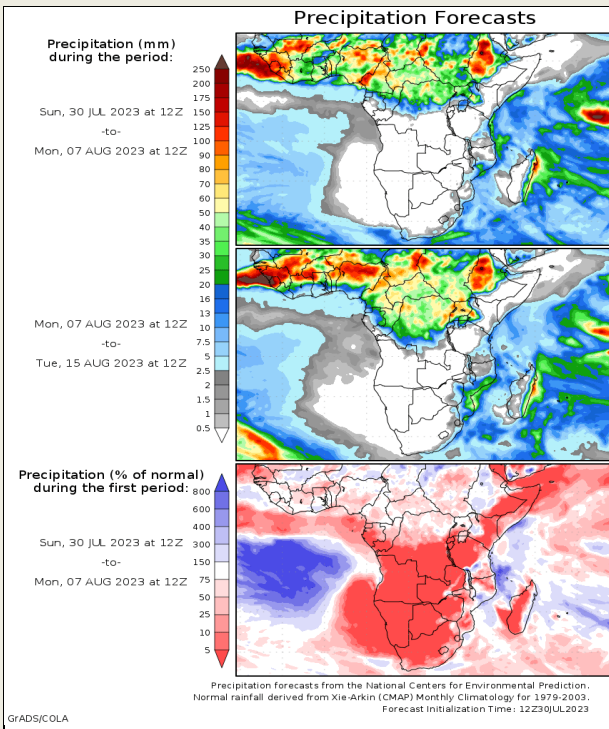 Precipitation Forecasts
Precipitation (mm)
during the period:
Sun, 30 JUL 2023 at 12Z
-to-
Mon, 07 AUG 2023 at 12Z
Mon, 07 AUG 2023 at 12Z
-to-
Tue, 15 AUG 2023 at 12Z
250
200
175
150
125
100
90
80
70
60
50
40
35
30
25
20
16
13
10
7.5
5
2.5
2
1.5
1
0.5
Precipitation (% of normal)
during the first period:
Sun, 30 JUL 2023 at 12Z
-to-
Mon, 07 AUG 2023 at 12Z
800
600
400
300
150
75
50
25
10
5
Precipitation forecasts from the National Centers for Environmental Prediction.
Normal rainfall derived from Xie-Arkin (CMAP) Monthly Climatology for 1979-2003.
Forecast Initialization Time: 12Z30JUL2023
GrADS/COLA